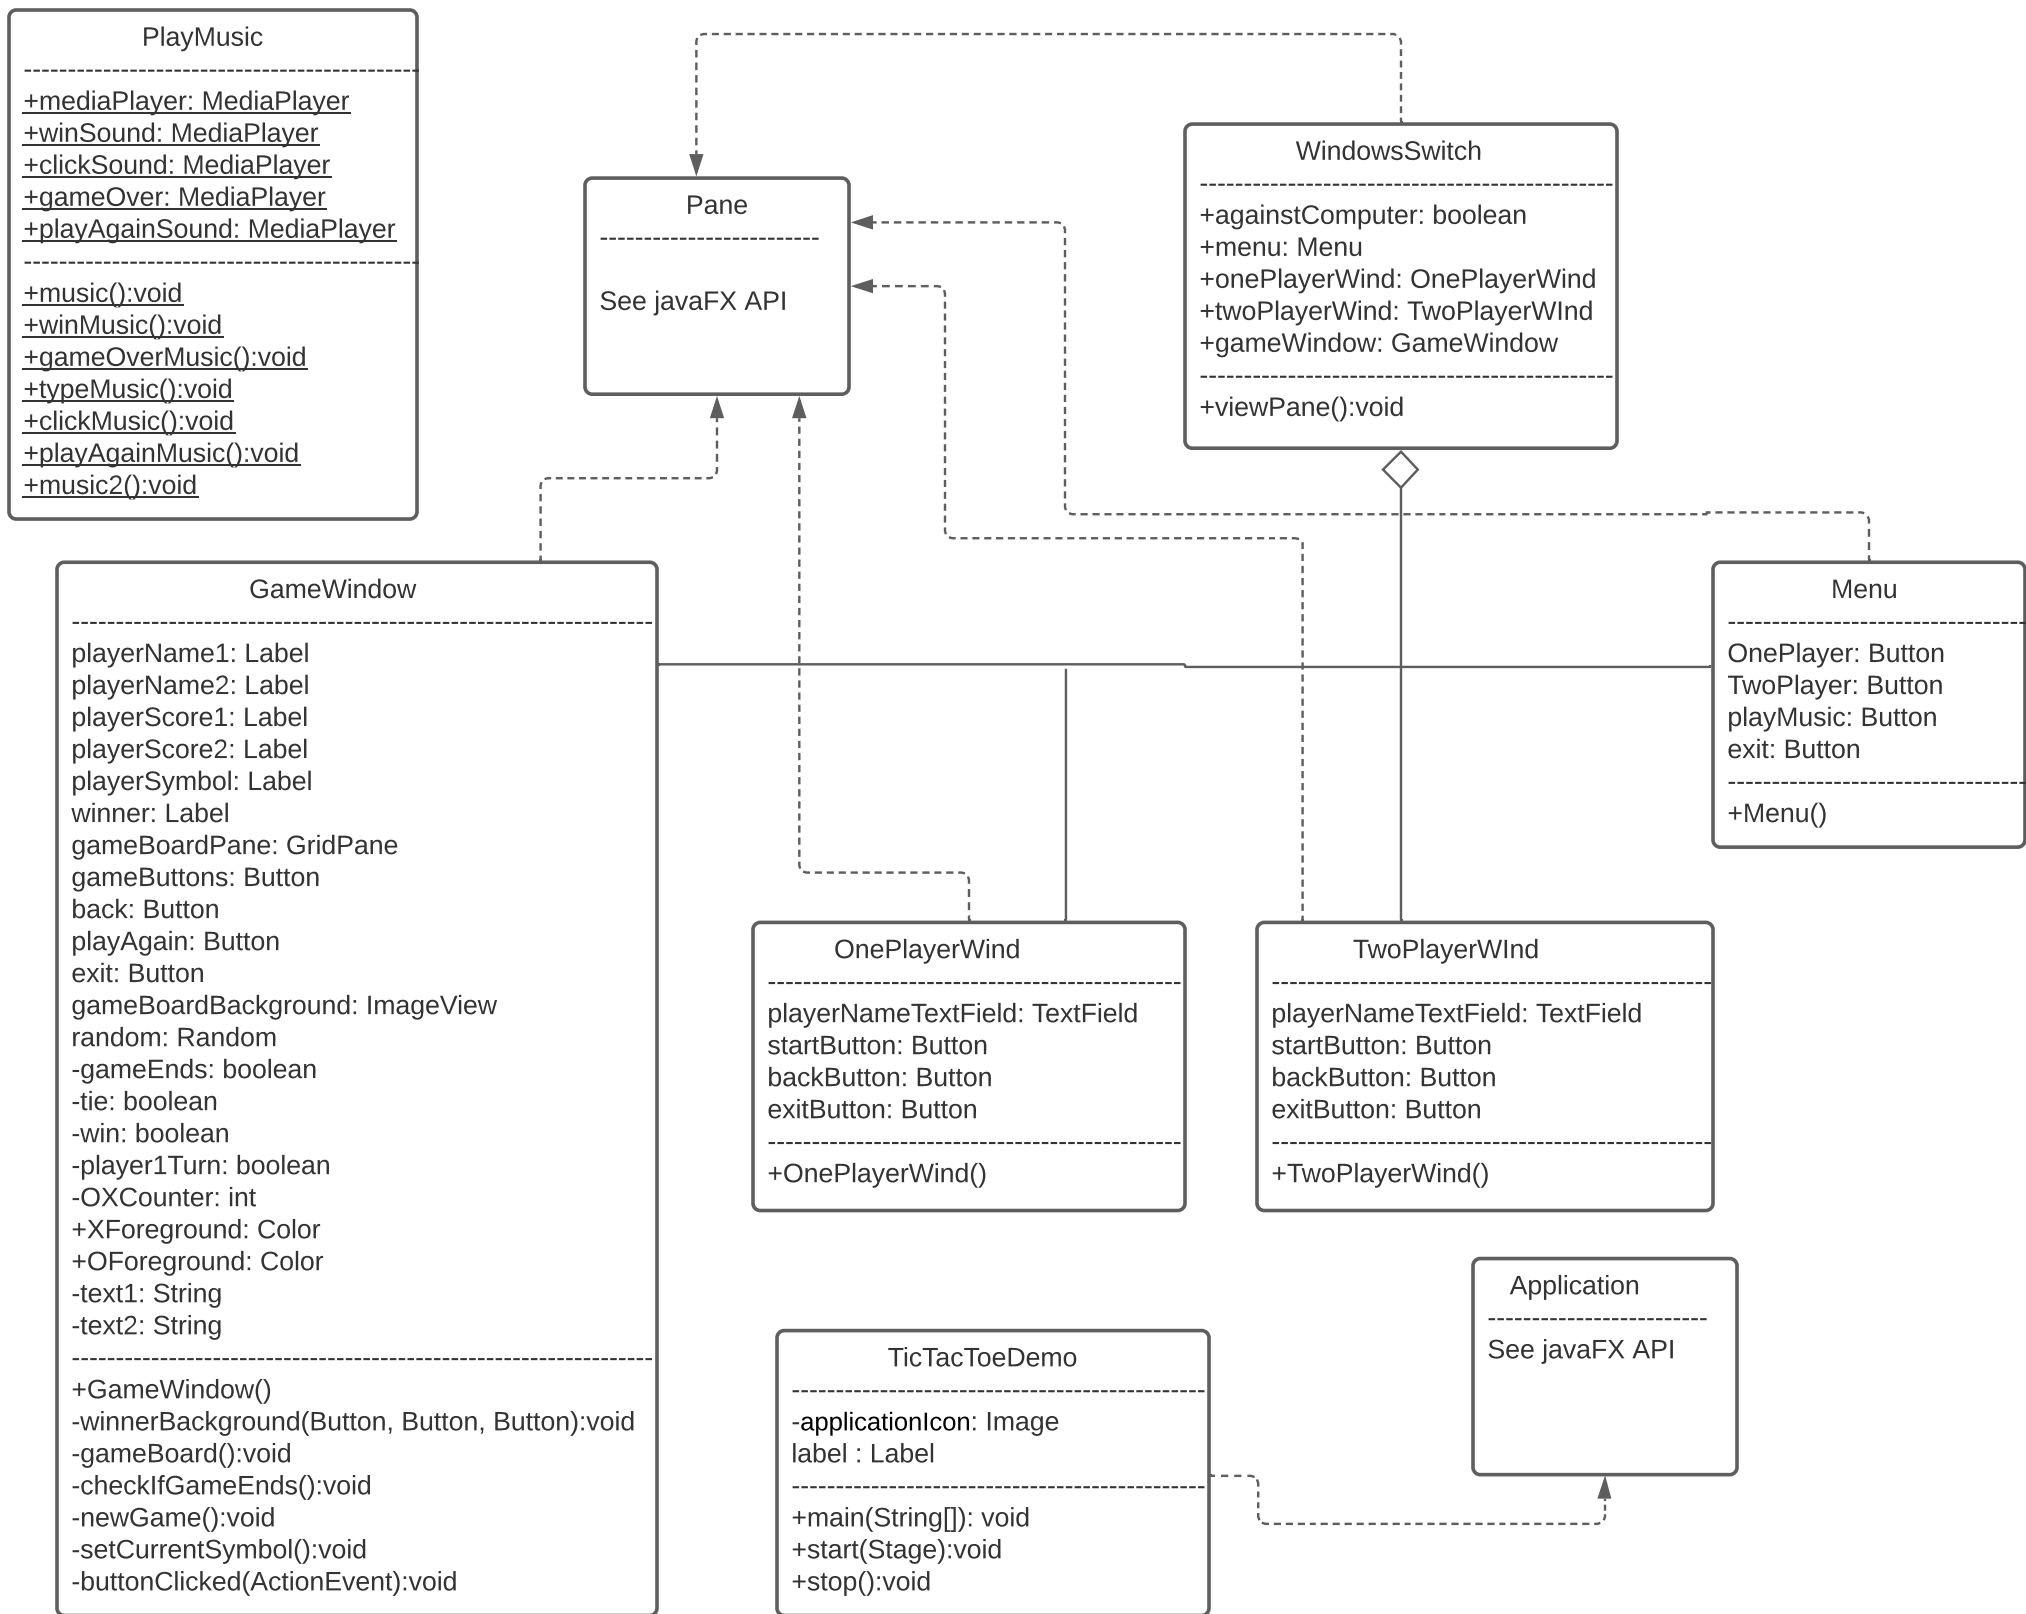 PlayMusic
+mediaPlayer: MediaPlayer
+winSound: MediaPlayer
+clickSound: MediaPlayer
+gameOver: MediaPlayer
+playAgainSound: MediaPlayer
+music():void
+winMusic():void
+gameOverMusic():void
+typeMusic():void
+clickMusic():void
+playAgainMusic():void
+music2():void
Pane
See javaFX API
WindowsSwitch
+againstComputer: boolean
+menu: Menu
+onePlayerWind: OnePlayerWind
+twoPlayerWind: TwoPlayerWInd
+gameWindow: GameWindow
+viewPane():void
GameWindow
playerName1: Label
playerName2: Label
playerScore1: Label
playerScore2: Label
playerSymbol: Label
winner: Label
gameBoardPane: GridPane
gameButtons: Button
back: Button
playAgain: Button
exit: Button
gameBoardBackground: ImageView
random: Random
-gameEnds: boolean
-tie: boolean
-win: boolean
-player1Turn: boolean
-OXCounter: int
+XForeground: Color
+OForeground: Color
-text1: String
-text2: String
+GameWindow()
-winnerBackground(Button, Button, Button):void
-gameBoard():void
-checkIfGameEnds():void
-newGame():void
-setCurrentSymbol():void
-buttonClicked(ActionEvent):void
Menu
OnePlayer: Button
TwoPlayer: Button
playMusic: Button
exit: Button
+Menu()
OnePlayerWind
playerNameTextField: TextField
startButton: Button
backButton: Button
exitButton: Button
+OnePlayerWind()
TwoPlayerWInd
playerNameTextField: TextField
startButton: Button
backButton: Button
exitButton: Button
+TwoPlayerWind()
TicTacToeDemo
-applicationIcon: Image
label : Label
+main(String[]): void
+start(Stage):void
+stop():void
Application
See javaFX API